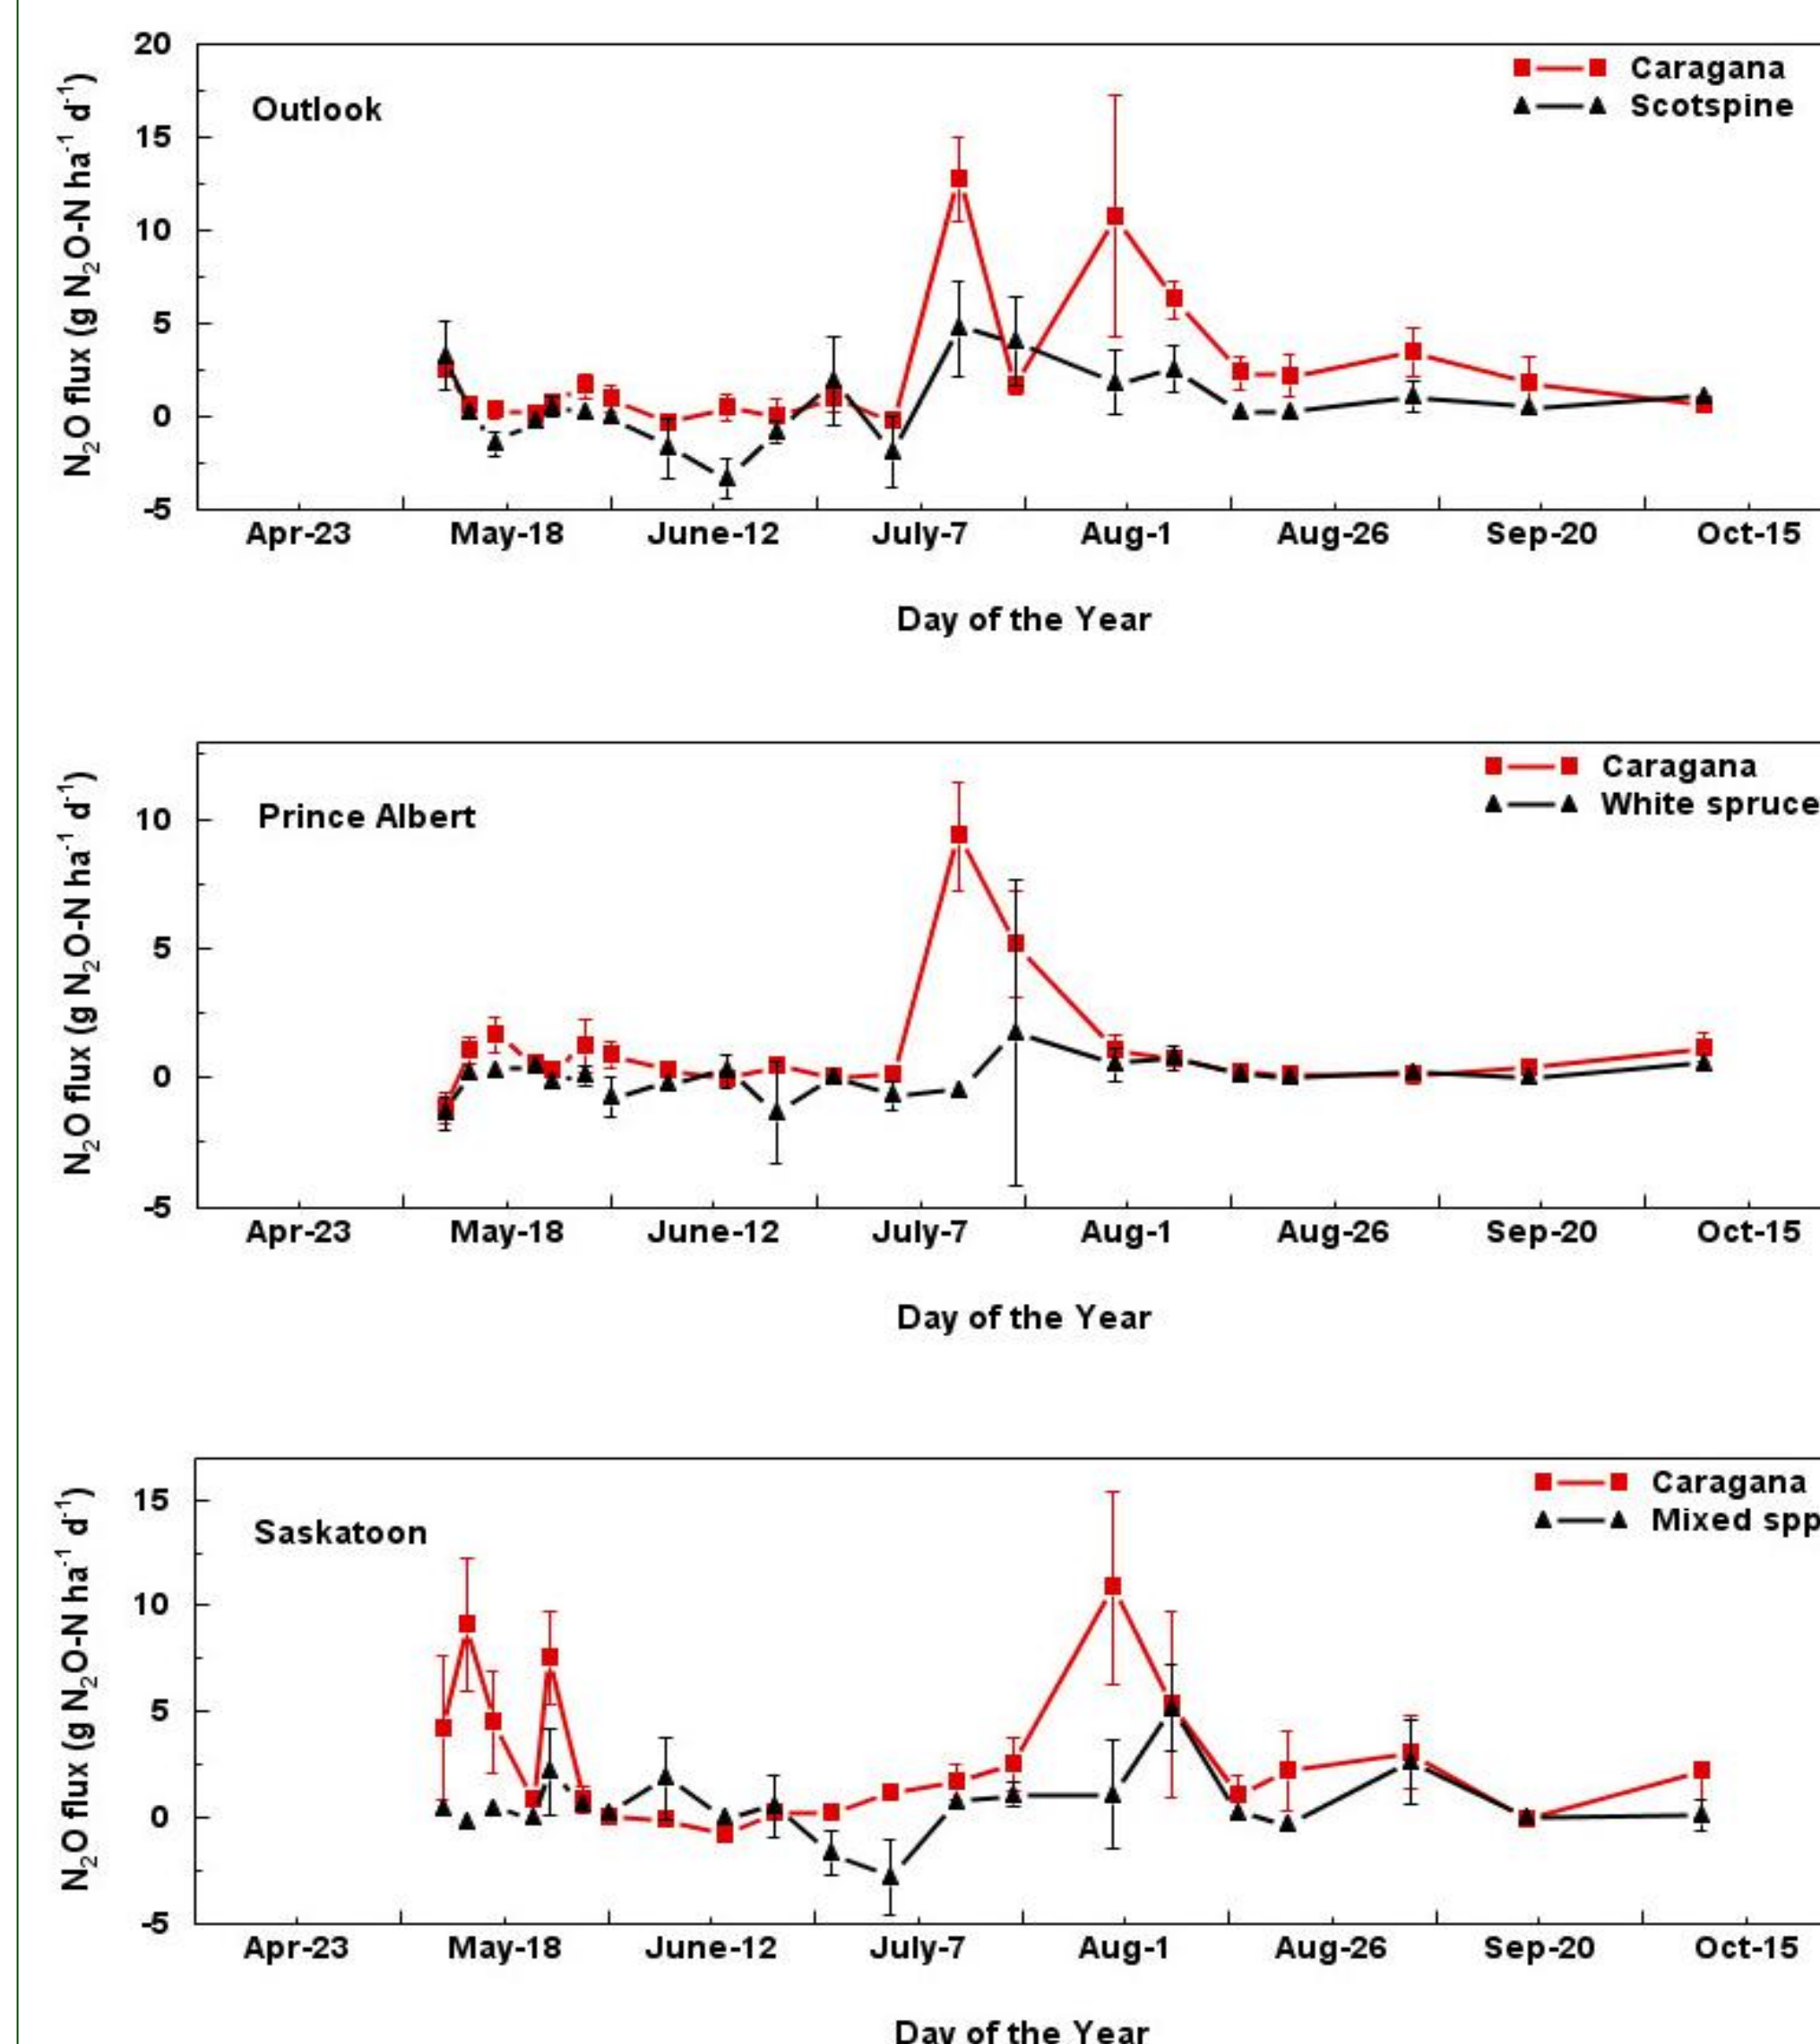 20
15
10
5
0
-5
N₂O flux (g N₂O-N ha⁻¹ d⁻¹)
Outlook
Caragana
Scotspine
Apr-23 May-18 June-12 July-7 Aug-1 Aug-26 Sep-20 Oct-15
Day of the Year
10
5
0
-5
N₂O flux (g N₂O-N ha⁻¹ d⁻¹)
Prince Albert
Caragana
White spruce
Apr-23 May-18 June-12 July-7 Aug-1 Aug-26 Sep-20 Oct-15
Day of the Year
15
10
5
0
-5
N₂O flux (g N₂O-N ha⁻¹ d⁻¹)
Saskatoon
Caragana
Mixed spp
Apr-23 May-18 June-12 July-7 Aug-1 Aug-26 Sep-20 Oct-15
Day of the Year